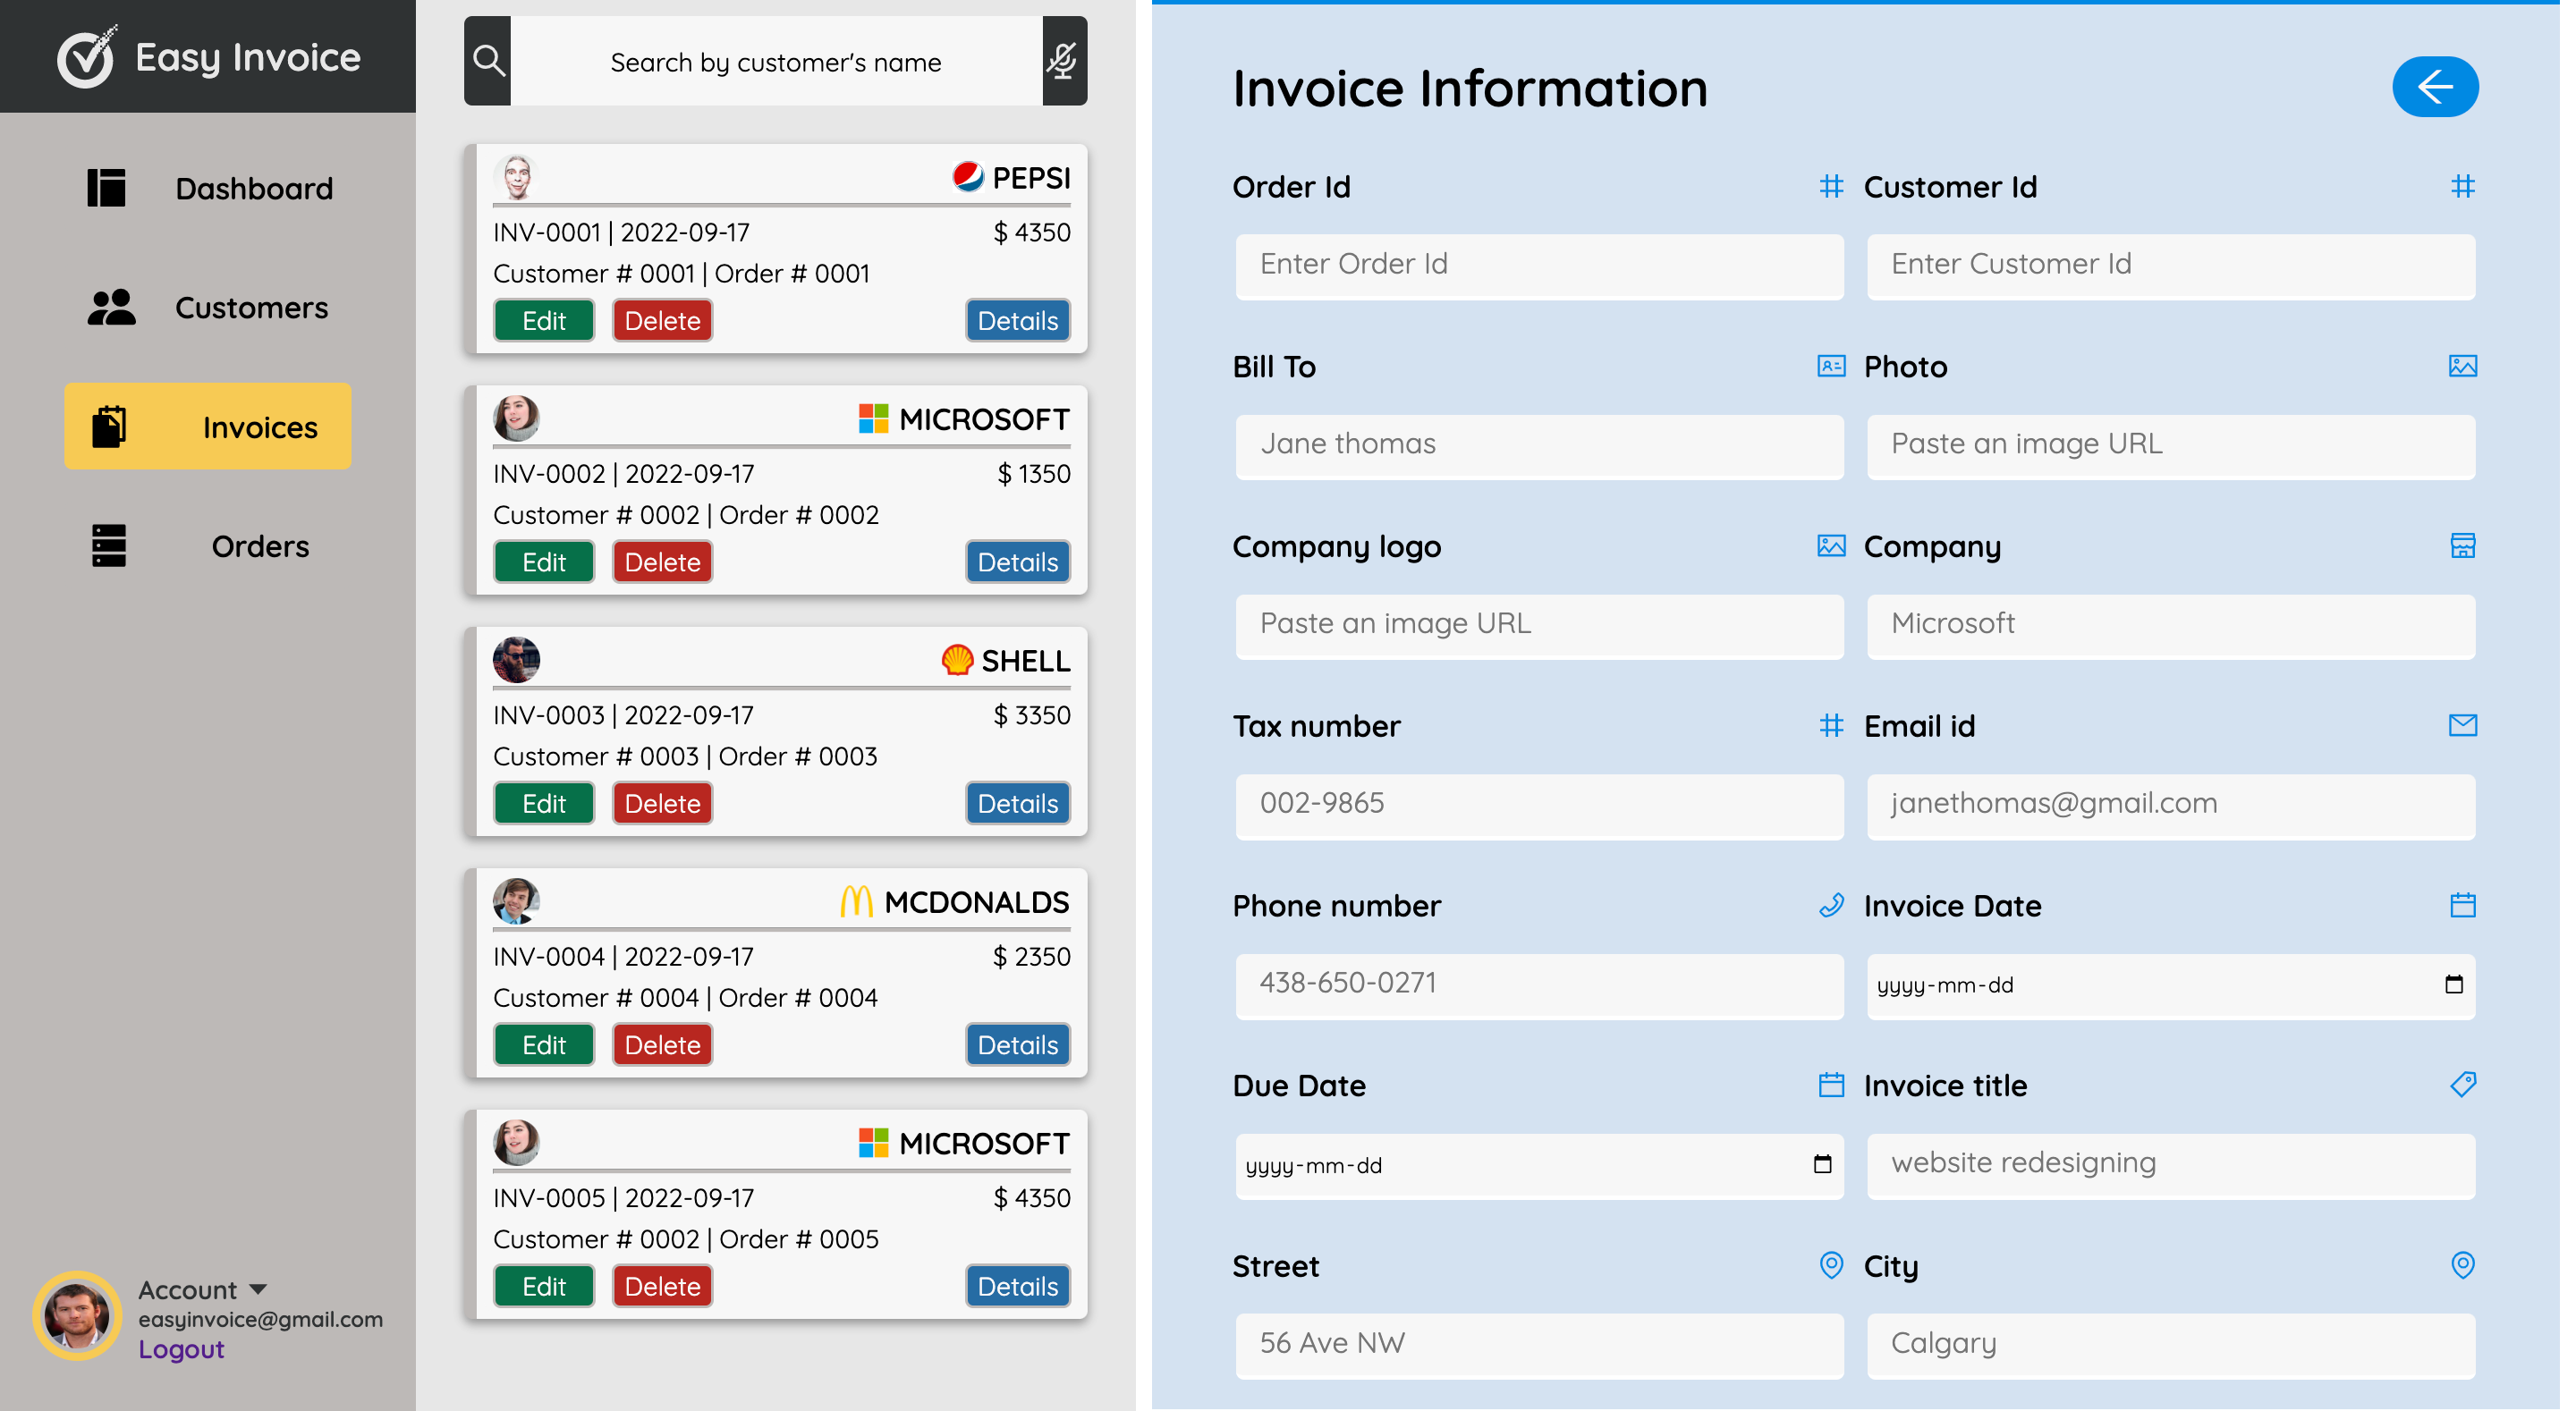 Easy Invoice
Dashboard
Customers
Invoices
Orders
Account
easyinvoice@gmail.com
Logout
Search by customer's name
PEPSI
INV-0001 | 2022-09-17 $ 4350
Customer # 0001 | Order # 0001
Edit Delete Details
MICROSOFT
INV-0002 | 2022-09-17 $ 1350
Customer # 0002 | Order # 0002
Edit Delete Details
SHELL
INV-0003 | 2022-09-17 $ 3350
Customer # 0003 | Order # 0003
Edit Delete Details
MCDONALDS
INV-0004 | 2022-09-17 $ 2350
Customer # 0004 | Order # 0004
Edit Delete Details
MICROSOFT
INV-0005 | 2022-09-17 $ 4350
Customer # 0002 | Order # 0005
Edit Delete Details
Invoice Information
Order Id # Customer Id #
Enter Order Id Enter Customer Id
Bill To Photo
Jane thomas Paste an image URL
Company logo Company
Paste an image URL Microsoft
Tax number # Email id
002-9865 janethomas@gmail.com
Phone number Invoice Date
438-650-0271 yyyy-mm-dd
Due Date Invoice title
yyyy-mm-dd website redesigning
Street City
56 Ave NW Calgary